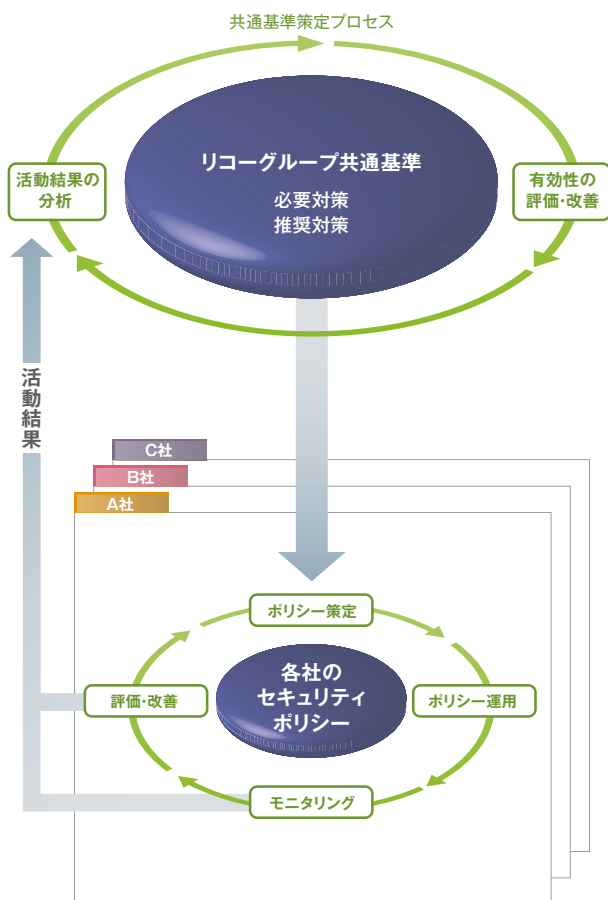 共通基準策定プロセス
リコーグループ共通基準
必要対策
推奨対策
活動結果の
分析
有効性の
評価・改善
活動結果
C社
B社
A社
ポリシー策定
各社の
セキュリティ
ポリシー
評価・改善
ポリシー運用
モニタリング